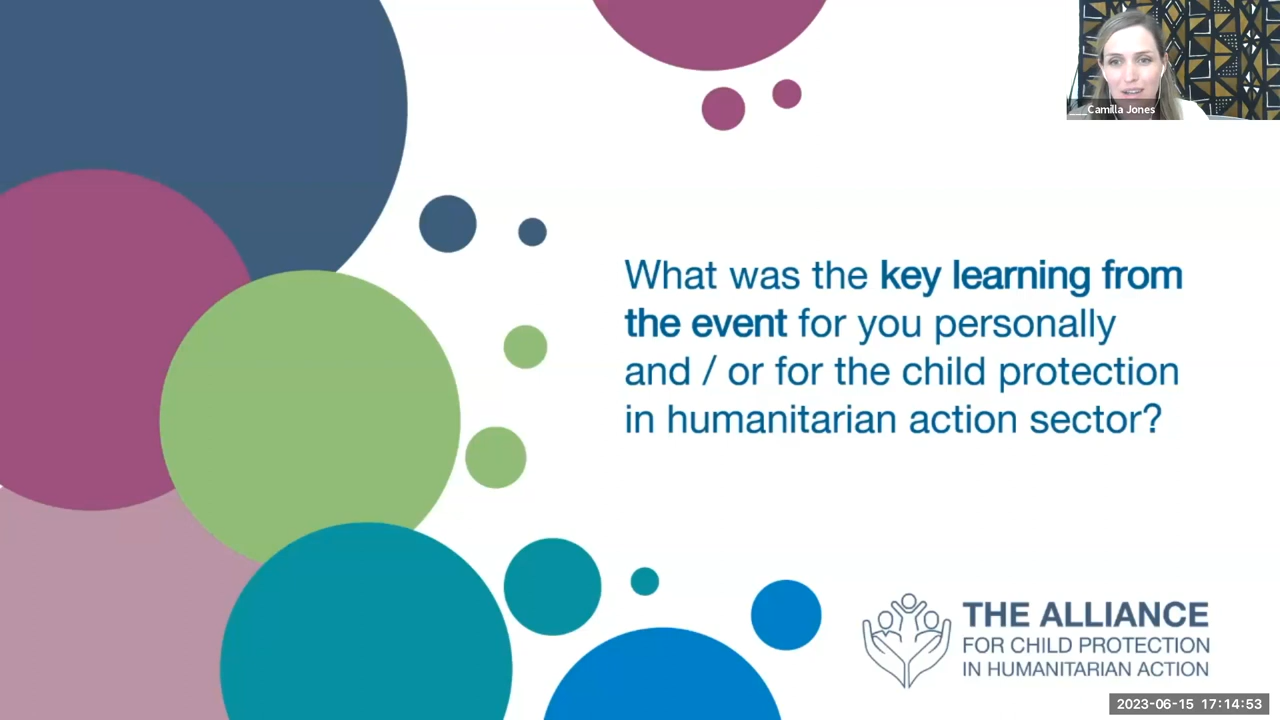 ___Camilla Jones
What was the key learning from
the event for you personally
and / or for the child protection
in humanitarian action sector?
THE ALLIANCE
FOR CHILD PROTECTION
IN HUMANITARIAN ACTION
2023-06-15 17:14:53